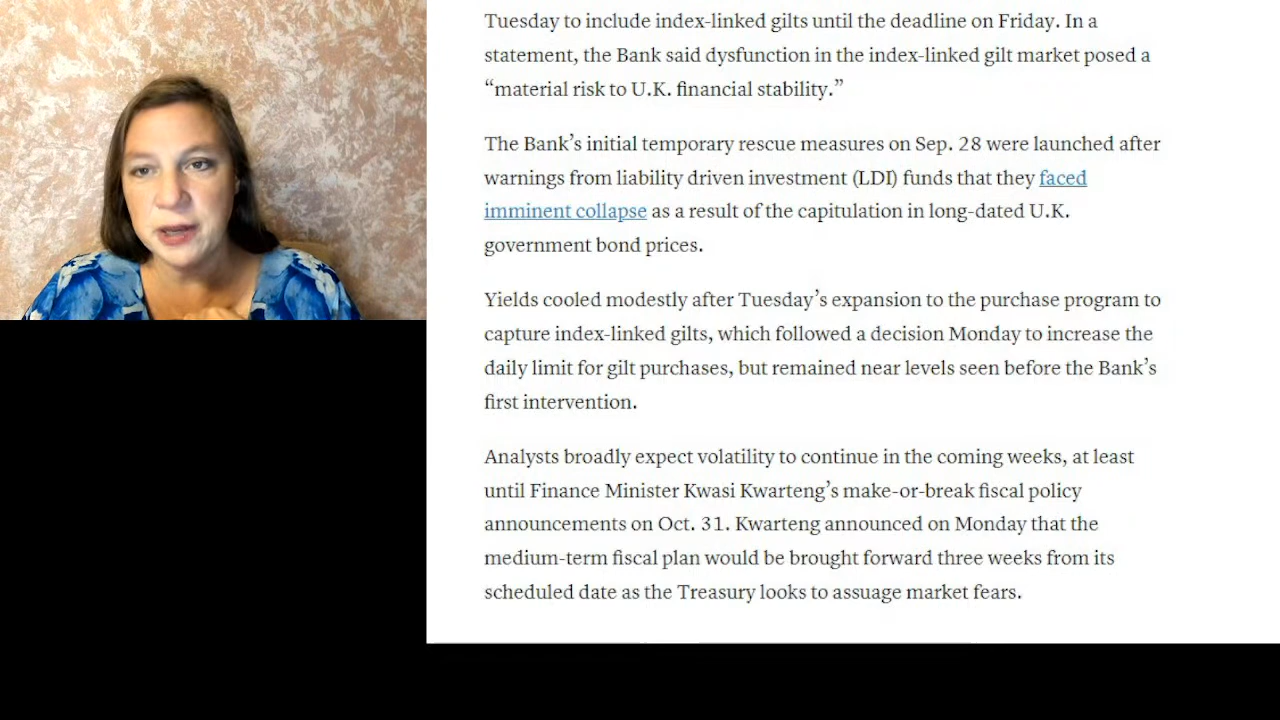 Tuesday to include index-linked gilts until the deadline on Friday. In a
statement, the Bank said dysfunction in the index-linked gilt market posed a
“material risk to U.K. financial stability.”
The Bank’s initial temporary rescue measures on Sep. 28 were launched after
warnings from liability driven investment (LDI) funds that they faced
imminent collapse as a result of the capitulation in long-dated U.K.
government bond prices.
Yields cooled modestly after Tuesday’s expansion to the purchase program to
capture index-linked gilts, which followed a decision Monday to increase the
daily limit for gilt purchases, but remained near levels seen before the Bank’s
first intervention.
Analysts broadly expect volatility to continue in the coming weeks, at least
until Finance Minister Kwasi Kwarteng’s make-or-break fiscal policy
announcements on Oct. 31. Kwarteng announced on Monday that the
medium-term fiscal plan would be brought forward three weeks from its
scheduled date as the Treasury looks to assuage market fears.